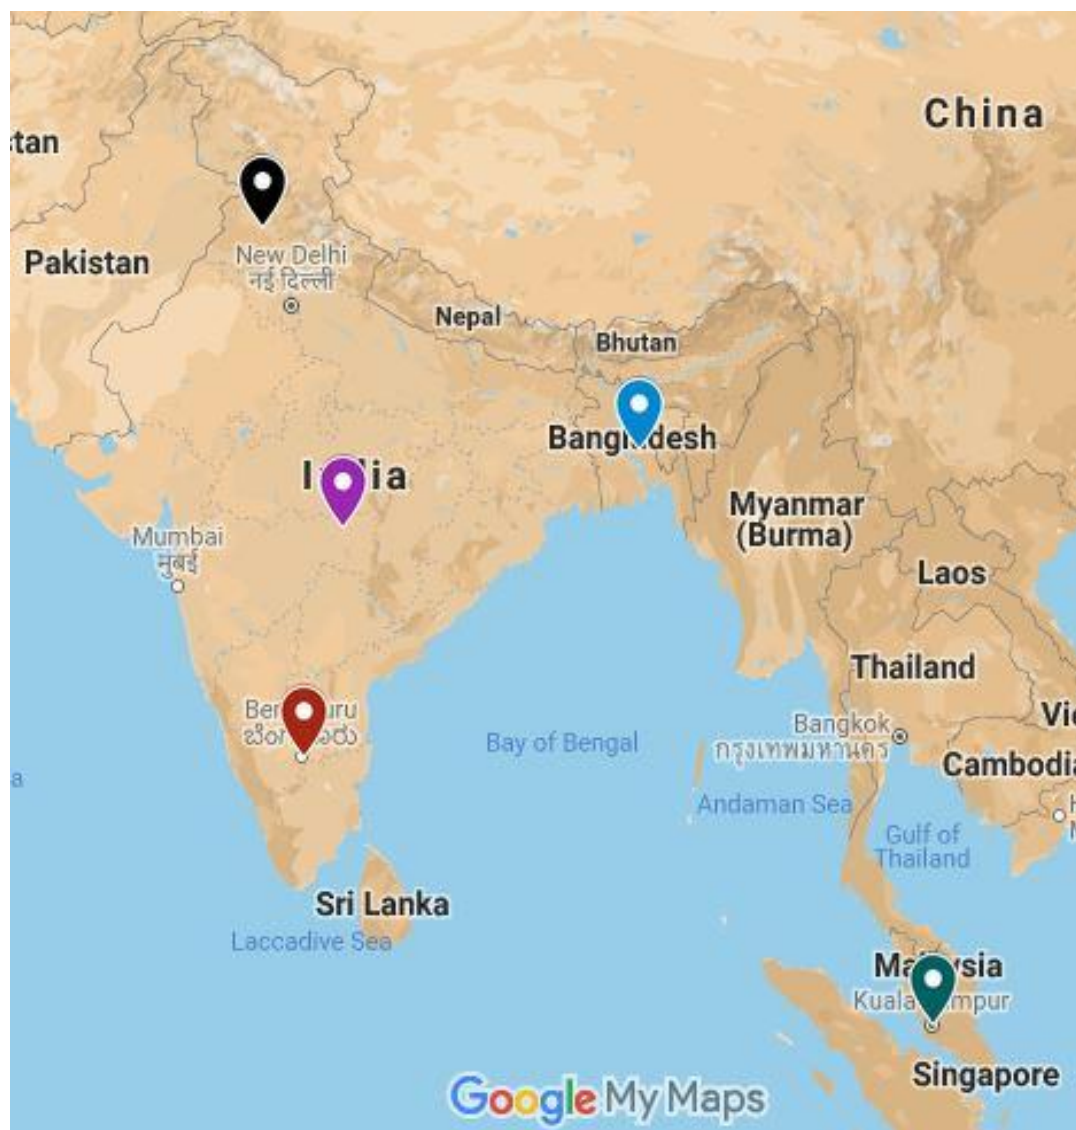 China
stan
Pakistan
New Delhi
नई दिल्ली
Nepal
Bhutan
Bangladesh
India
Myanmar
(Burma)
Mumbai
मुंबई
Laos
Thailand
Bengaluru
ಬೆಂಗಳೂರು
Vi
Bangkok
กรุงเทพมหานคร
Bay of Bengal
Cambodia
a
Andaman Sea
H
M
Gulf of
Thailand
Sri Lanka
Laccadive Sea
Malaysia
Kuala Lumpur
Singapore
Google My Maps